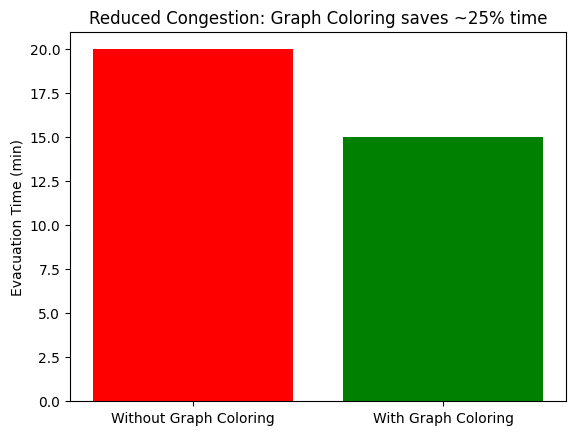 Reduced Congestion: Graph Coloring saves ~25% time
Evacuation Time (min)
20.0
17.5
15.0
12.5
10.0
7.5
5.0
2.5
0.0
Without Graph Coloring
With Graph Coloring